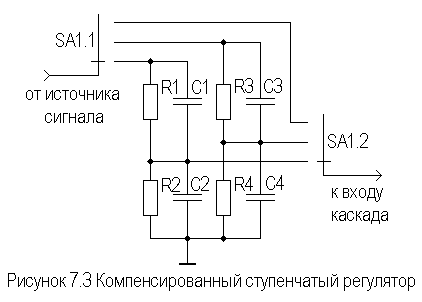 SA1.1
R1
C1
R3
C3
от источника
сигнала
SA1.2
R2
C2
R4
C4
к входу
каскада
Рисунок 7.3 Компенсированный ступенчатый регулятор